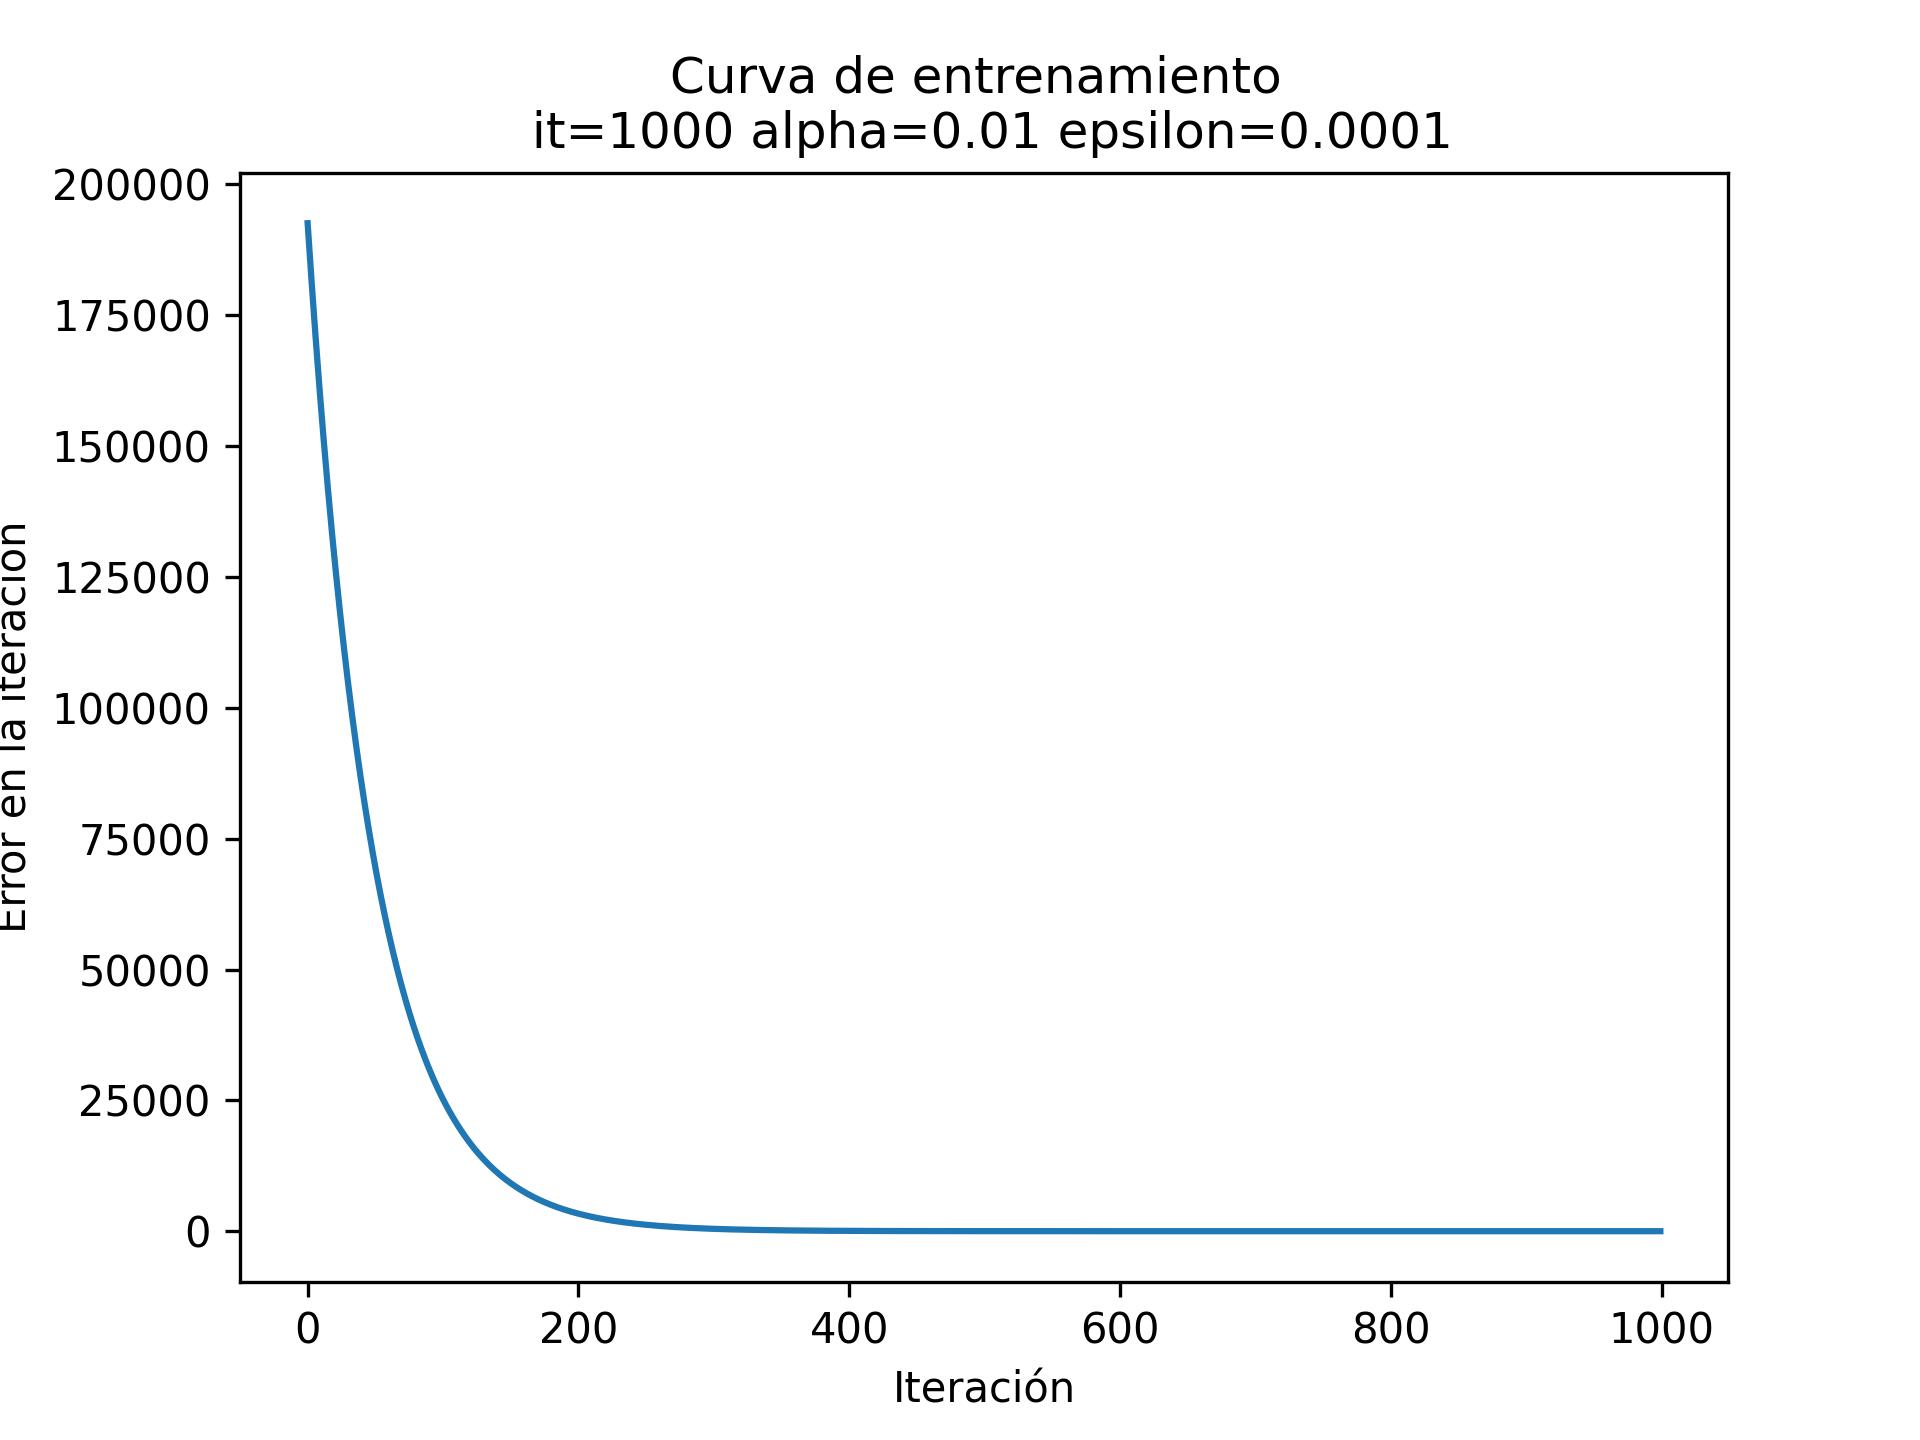 Curva de entrenamiento
it=1000 alpha=0.01 epsilon=0.0001
200000
175000
150000
125000
100000
75000
50000
25000
0
Error en la iteracion
0 200 400 600 800 1000
Iteración